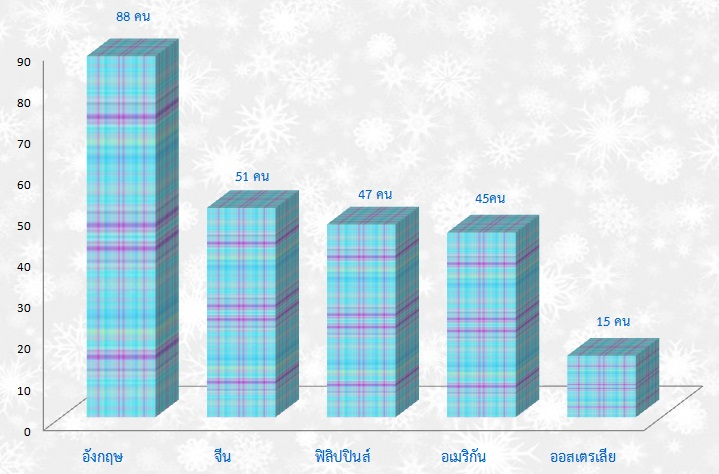 88 คน
51 คน
47 คน
45คน
15 คน
90
80
70
60
50
40
30
20
10
0
อังกฤษ
จีน
ฟิลิปปินส์
อเมริกัน
ออสเตรเลีย